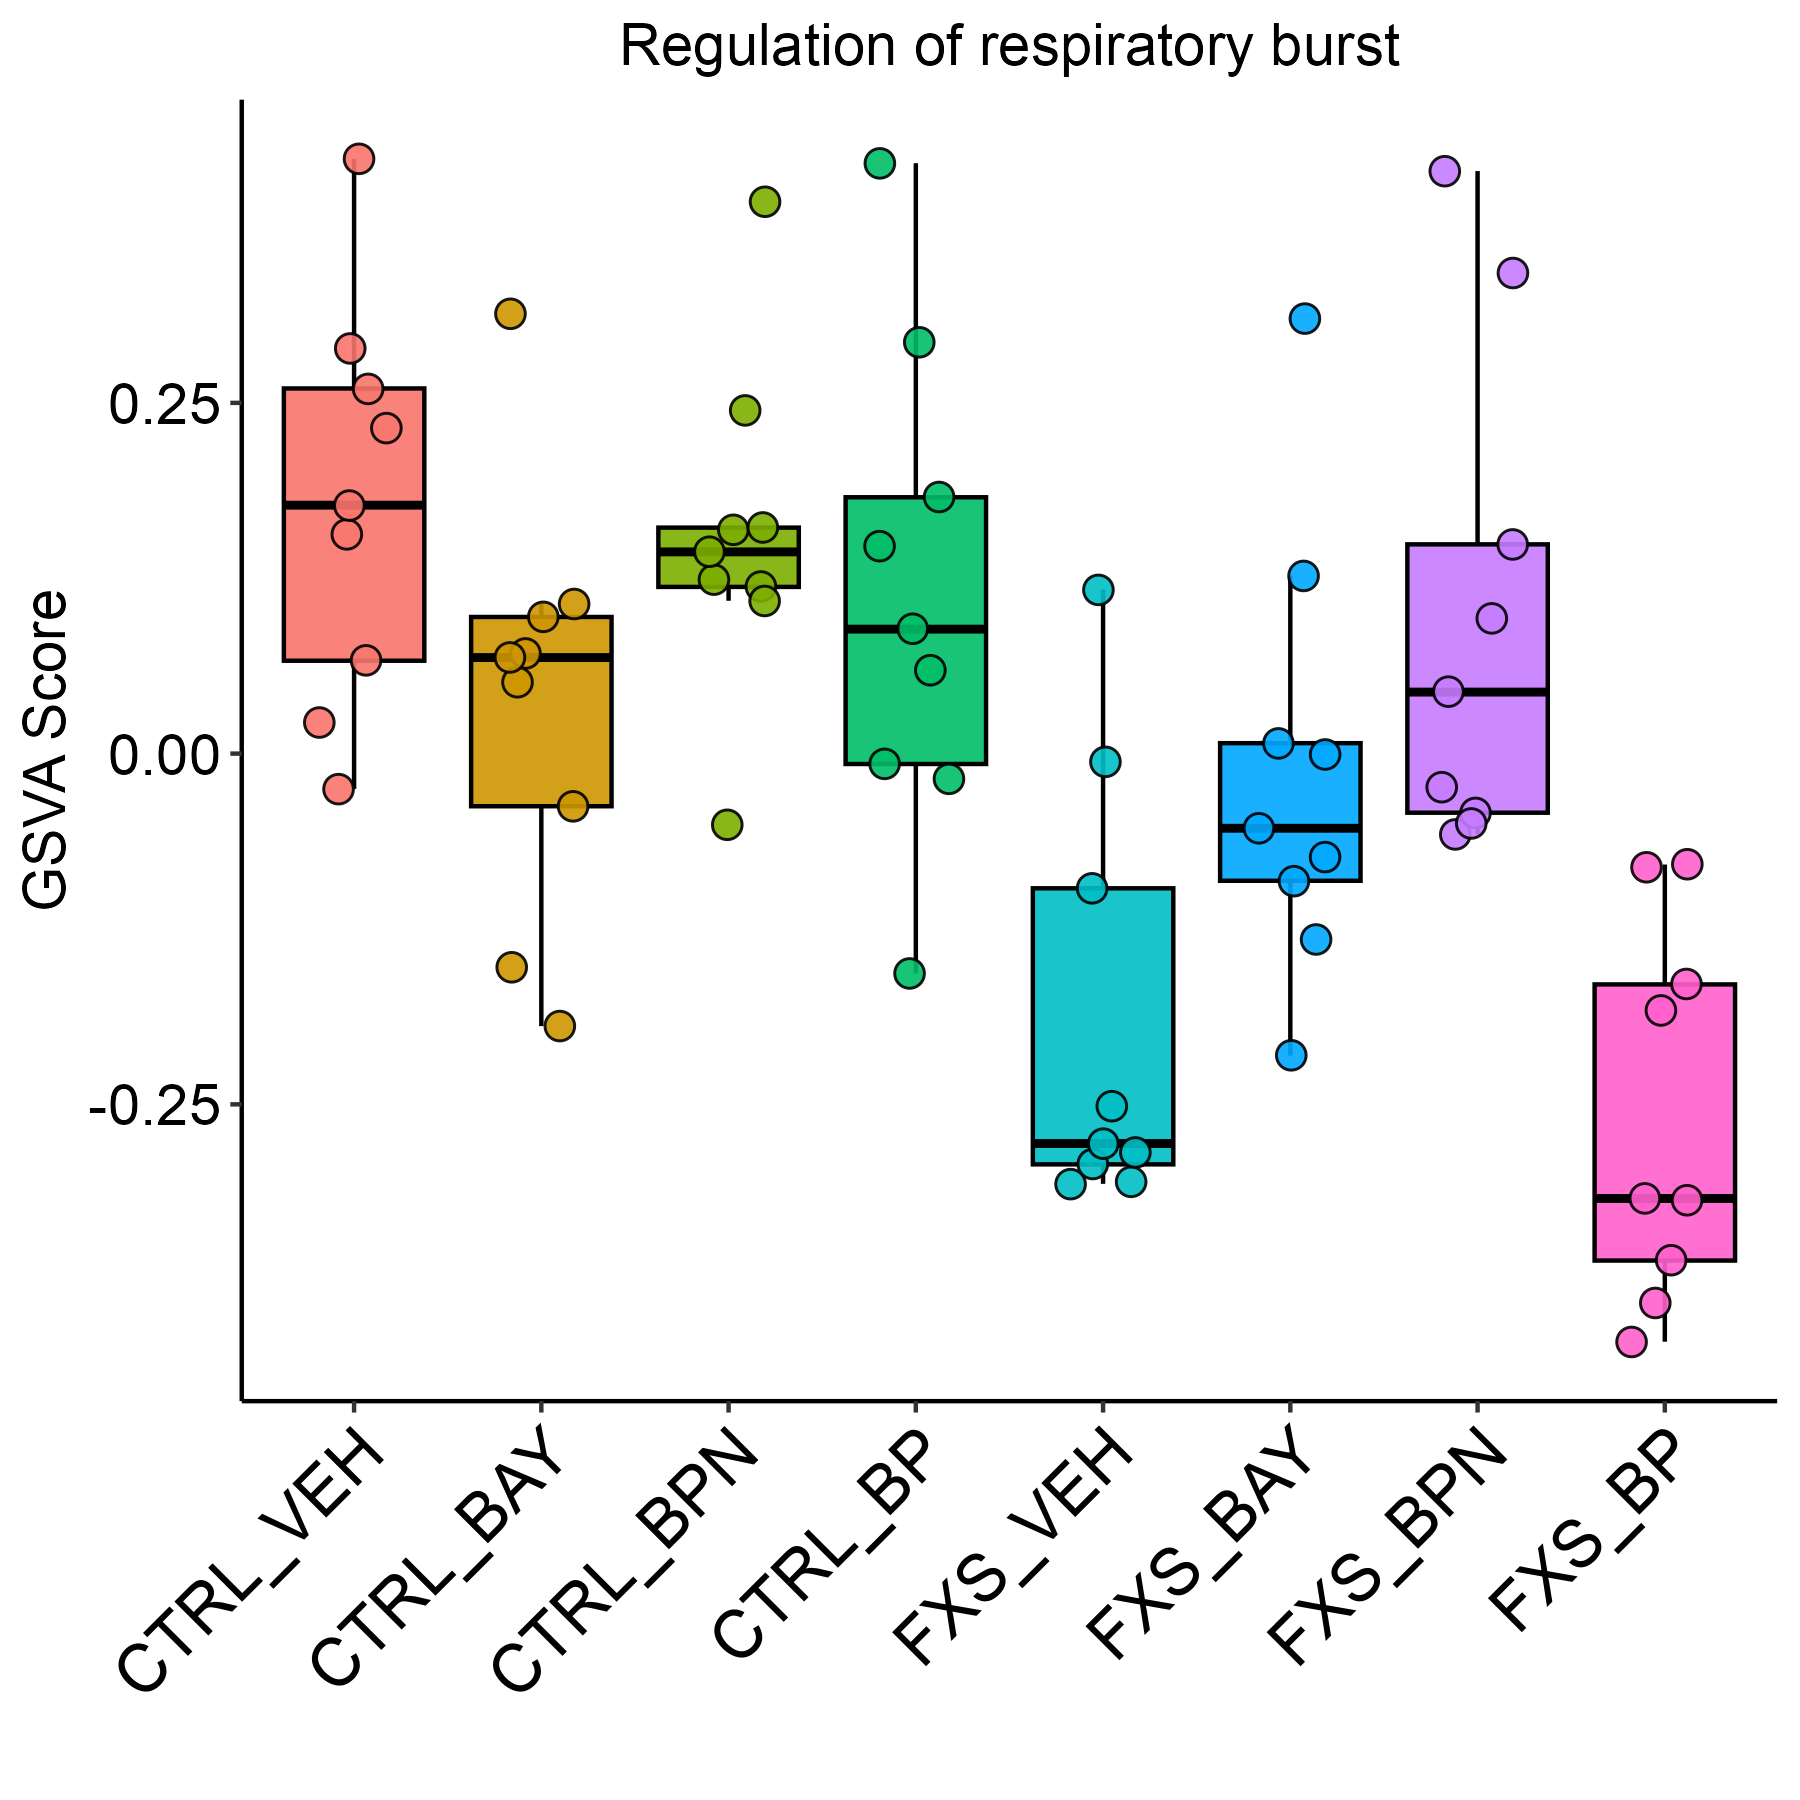 Regulation of respiratory burst
GSVA Score
0.25
0.00
-0.25
CTRL_VEH
CTRL_BAY
CTRL_BPN
CTRL_BP
FXS_VEH
FXS_BAY
FXS_BPN
FXS_BP